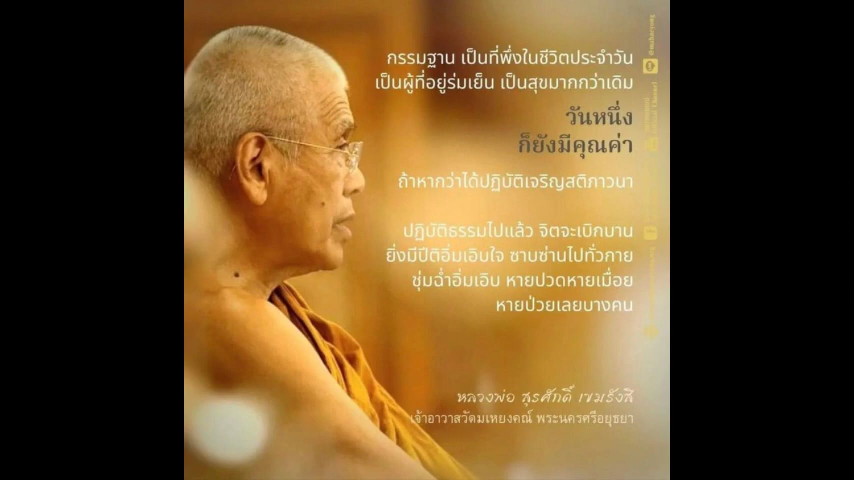 กรรมฐาน เป็นที่พึ่งในชีวิตประจำวัน
เป็นผู้ที่อยู่ร่มเย็น เป็นสุขมากกว่าเดิม
วันหนึ่ง
ก็ยังมีคุณค่า
ถ้าหากว่าได้ปฏิบัติเจริญสติภาวนา
ปฏิบัติธรรมไปแล้ว จิตจะเบิกบาน
ยิ่งมีปีติอิ่มเอิบใจ ซาบซ่านไปทั่วกาย
ชุ่มฉ่ำอิ่มเอิบ หายปวดหายเมื่อย
หายป่วยเลยบางคน
หลวงพ่อ สุรศักดิ์ เขมรังสี
เจ้าอาวาสวัดมเหยงคณ์ พระนครศรีอยุธยา